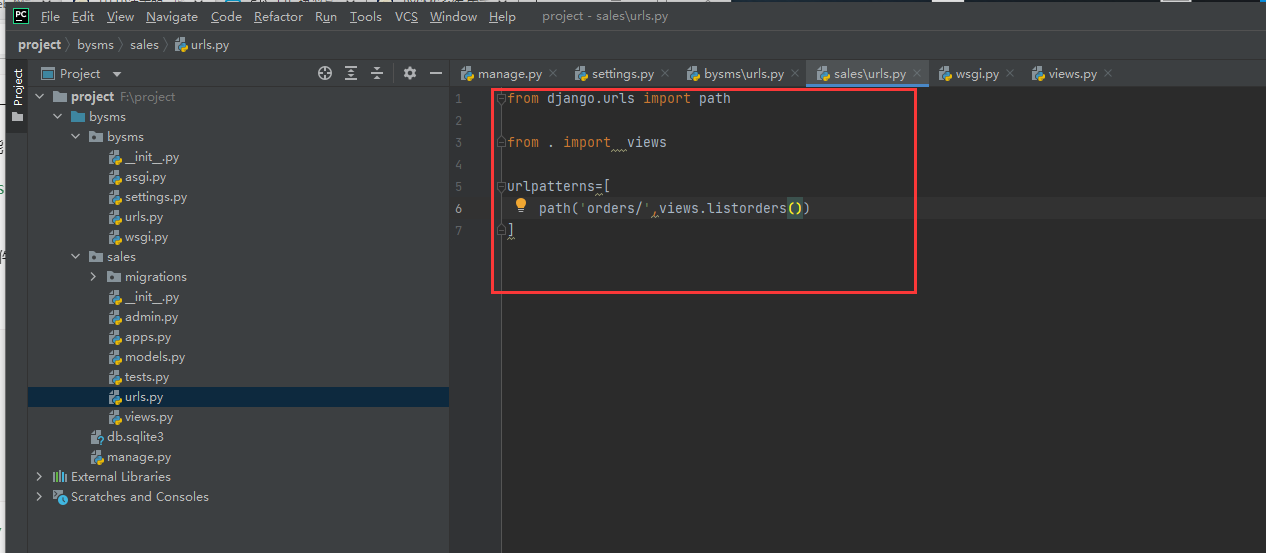 File Edit View Navigate Code Refactor Run Tools VCS Window Help project - sales\urls.py
project bysms sales urls.py
Project
Project
manage.py settings.py bysms\urls.py sales\urls.py wsgi.py views.py
project F:\project
bysms
bysms
__init__.py
asgi.py
settings.py
urls.py
wsgi.py
sales
migrations
__init__.py
admin.py
apps.py
models.py
tests.py
urls.py
views.py
db.sqlite3
manage.py
External Libraries
Scratches and Consoles
1 from django.urls import path
2
3 from . import  views
4
5 urlpatterns=[
6 path('orders/',views.listorders())
7 ]